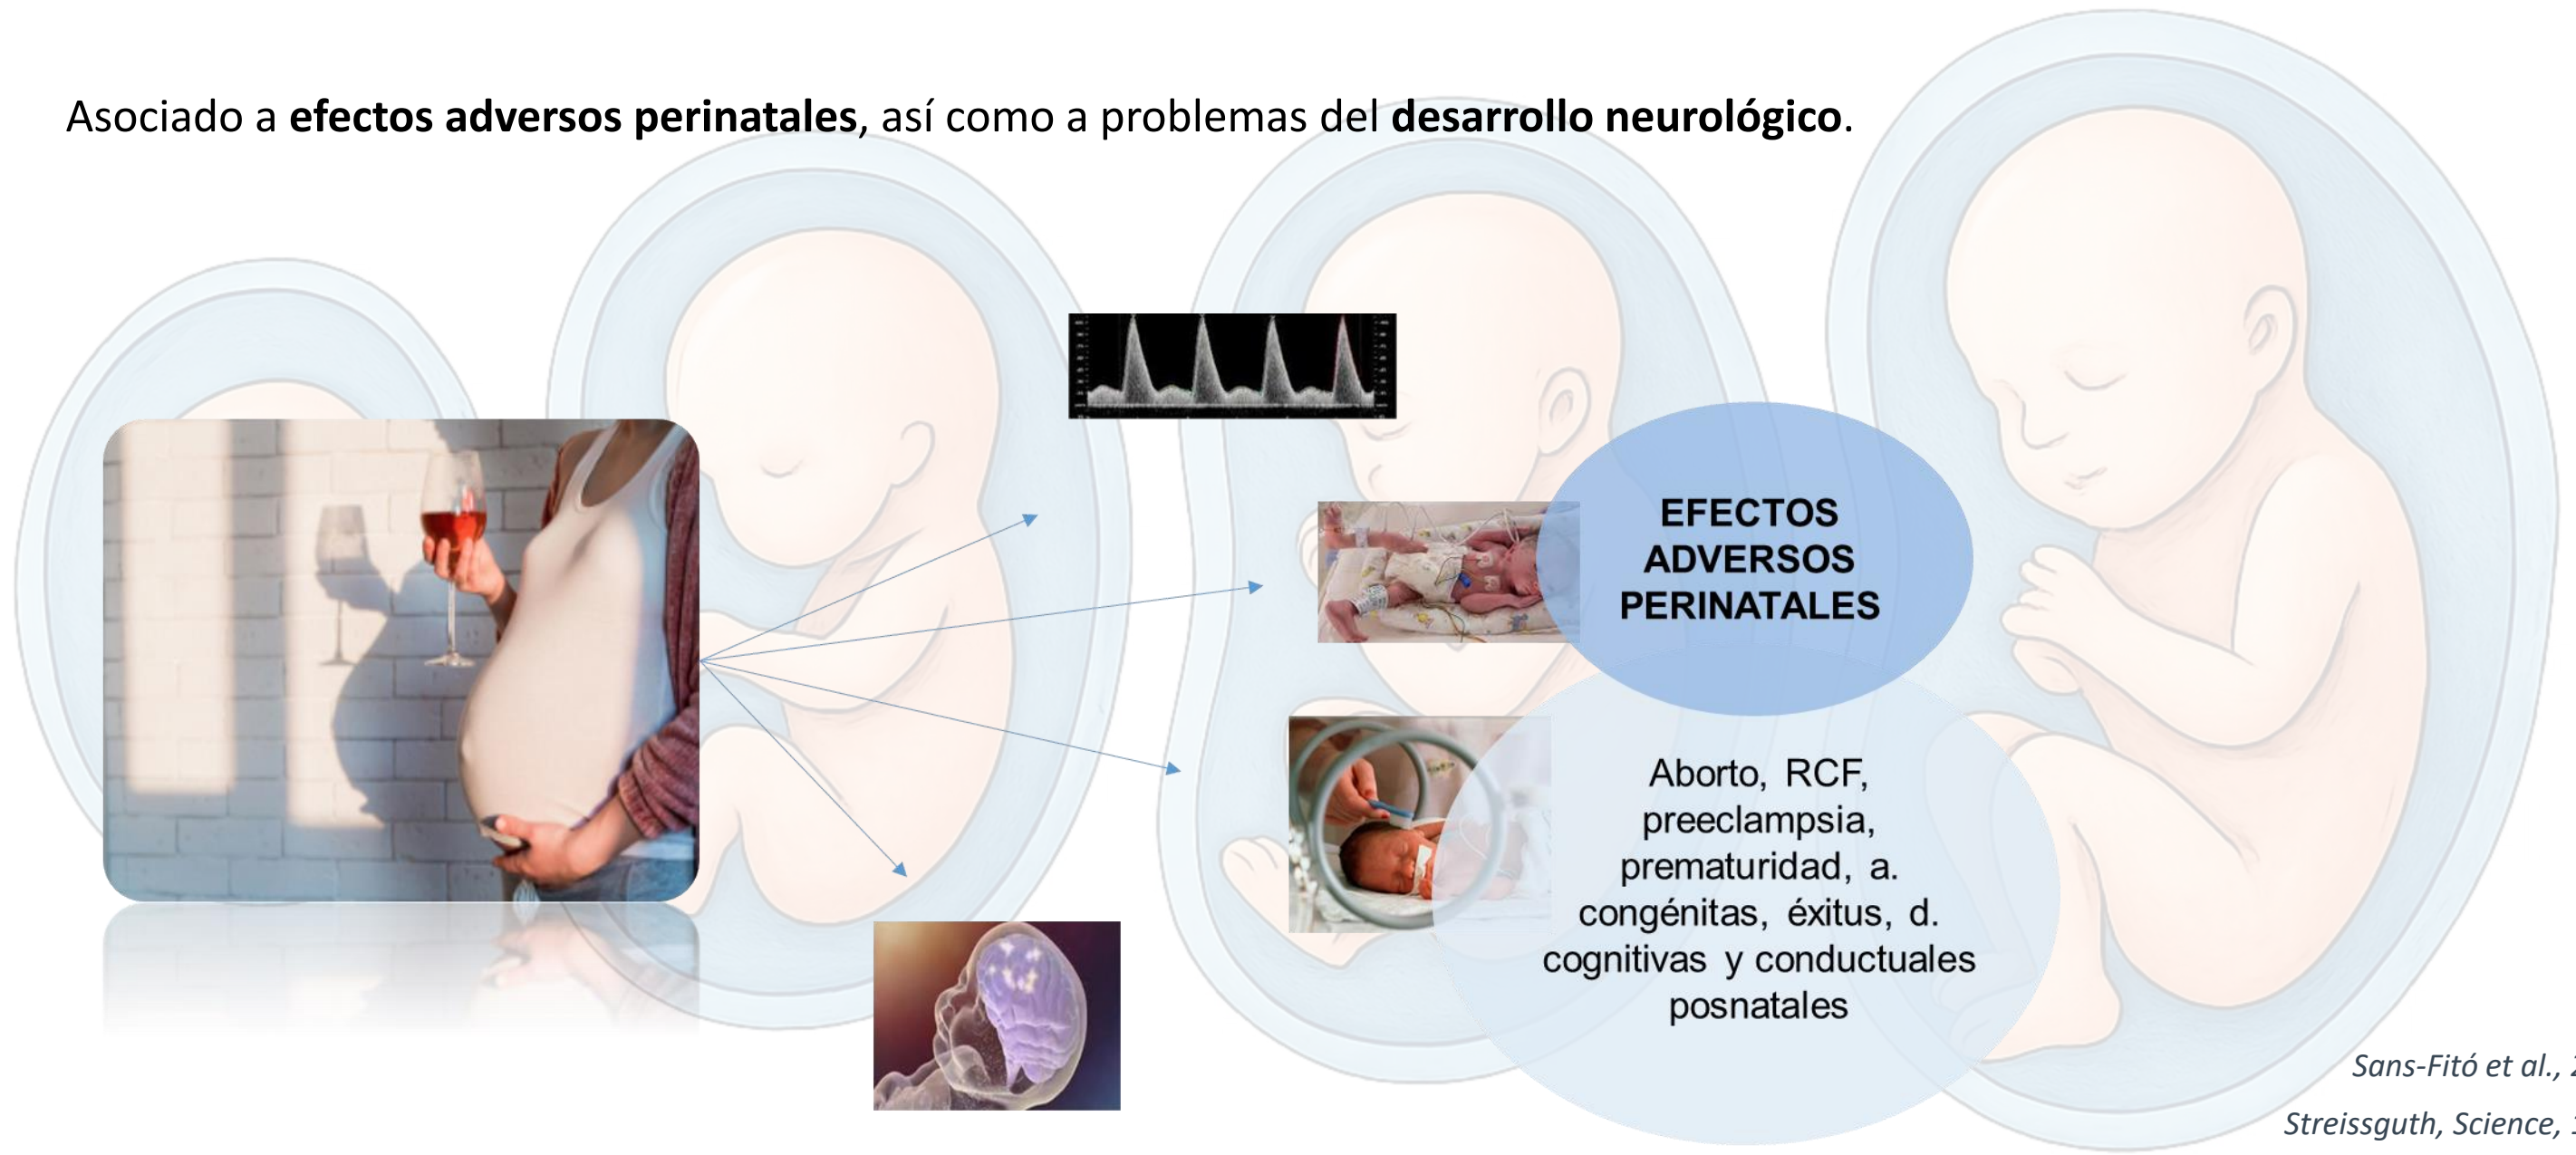 Asociado a efectos adversos perinatales, así como a problemas del desarrollo neurológico.
EFECTOS
ADVERSOS
PERINATALES
Aborto, RCF,
preeclampsia,
prematuridad, a.
congénitas, éxitus, d.
cognitivas y conductuales
posnatales
Sans-Fitó et al.,
Streissguth, Science,